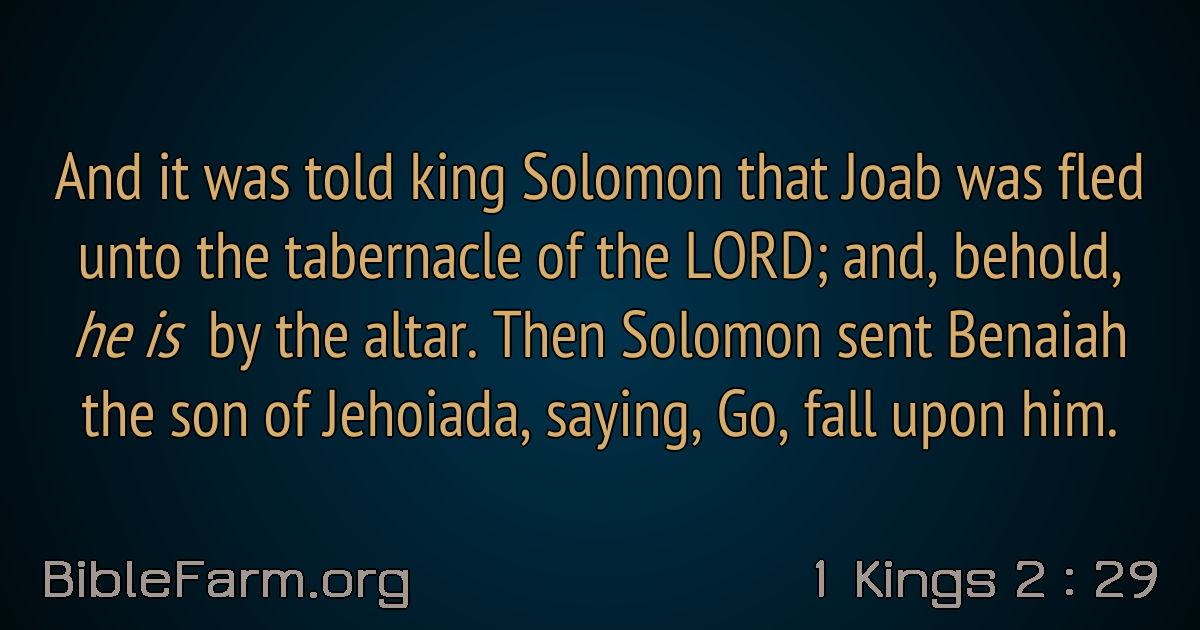 And it was told king Solomon that Joab was fled
unto the tabernacle of the LORD; and, behold,
he is by the altar. Then Solomon sent Benaiah
the son of Jehoiada, saying, Go, fall upon him.
BibleFarm.org
1 Kings 2 : 29